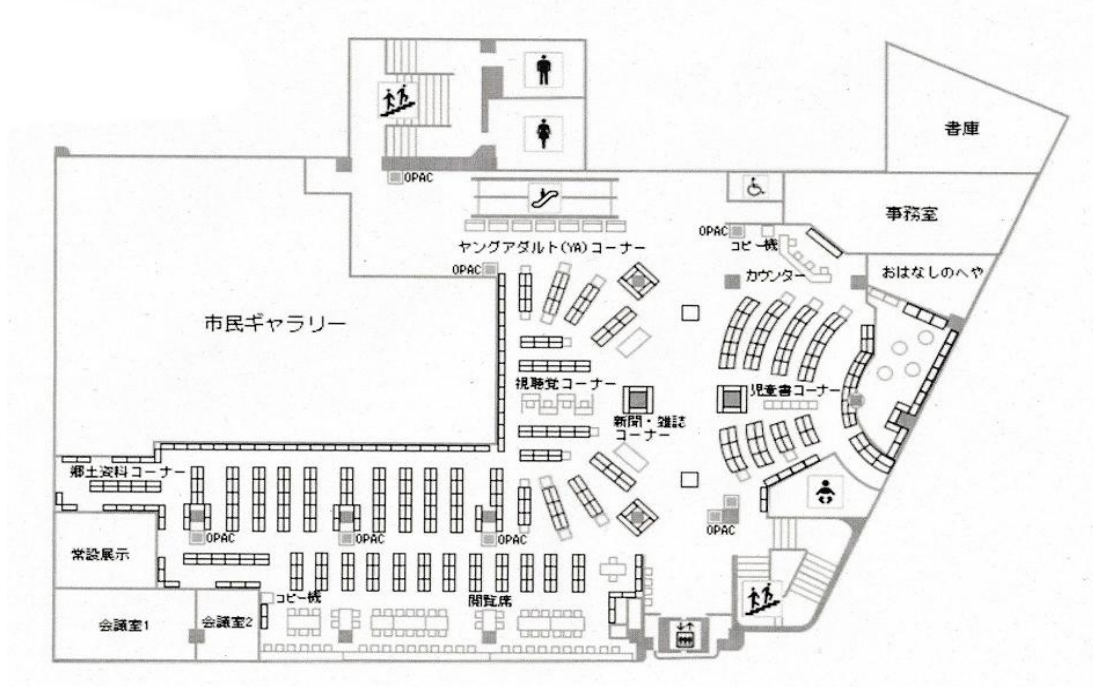 書庫
OPAC
事務室
OPAC
コピー機
ヤングアダルト(YA)コーナー
OPAC
カウンター
おはなしのへや
市民ギャラリー
視聴覚コーナー
児童書コーナー
新聞・雑誌
コーナー
郷土資料コーナー
OPAC
OPAC
OPAC
OPAC
常設展示
コピー機
閲覧席
会議室1
会議室2